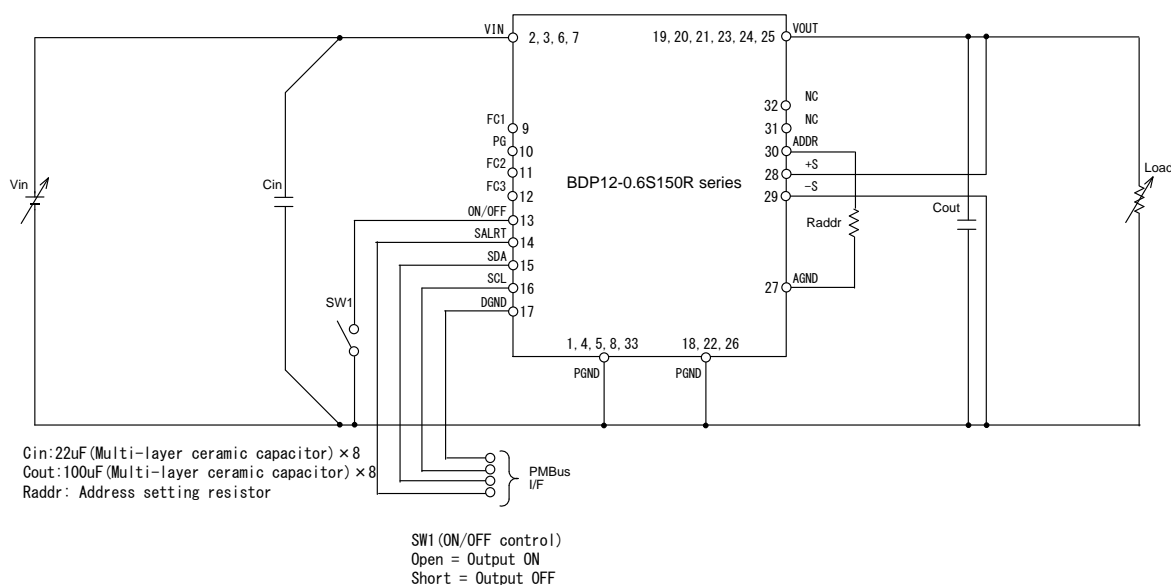 VIN
2, 3, 6, 7
19, 20, 21, 23, 24, 25
VOUT
32
NC
31
NC
FC1
9
PG
10
30
ADDR
FC2
11
28
+S
BDP12-0.6S150R series
Vin
Cin
FC3
12
29
-S
Load
ON/OFF
13
Cout
SALRT
14
Raddr
SDA
15
SCL
16
27
AGND
SW1
DGND
17
1, 4, 5, 8, 33
18, 22, 26
PGND
PGND
Cin:22uF(Multi-layer ceramic capacitor)×8
Cout:100uF(Multi-layer ceramic capacitor)×8
Raddr: Address setting resistor
PMBus
I/F
SW1(ON/OFF control)
Open = Output ON
Short = Output OFF